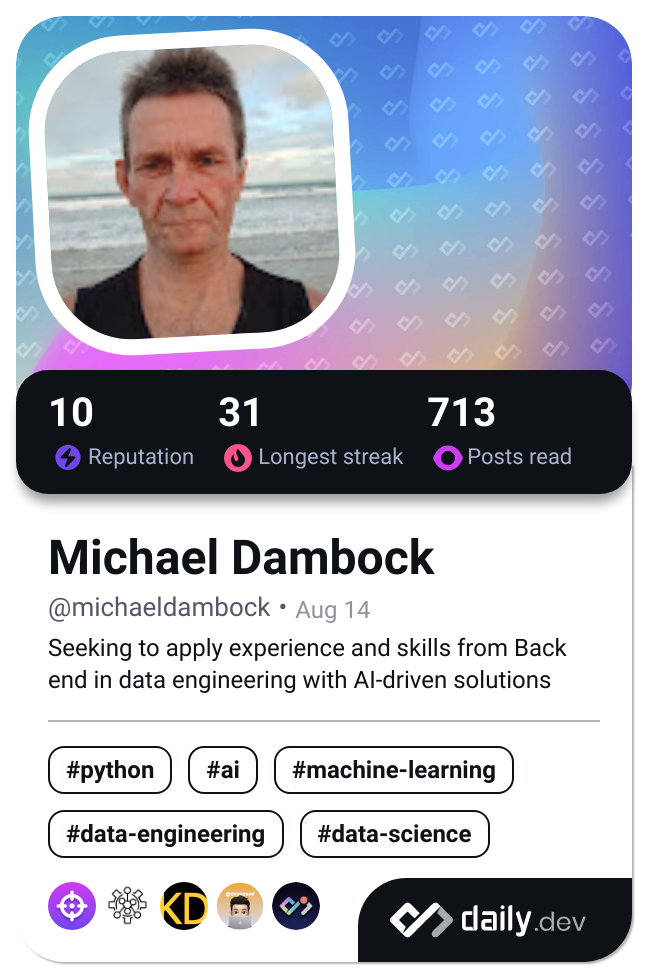 10 31 713
Reputation Longest streak Posts read
Michael Dambock
@michaeldambock • Aug 14
Seeking to apply experience and skills from Back
end in data engineering with AI-driven solutions
#python #ai #machine-learning
#data-engineering #data-science
KD
daily.dev